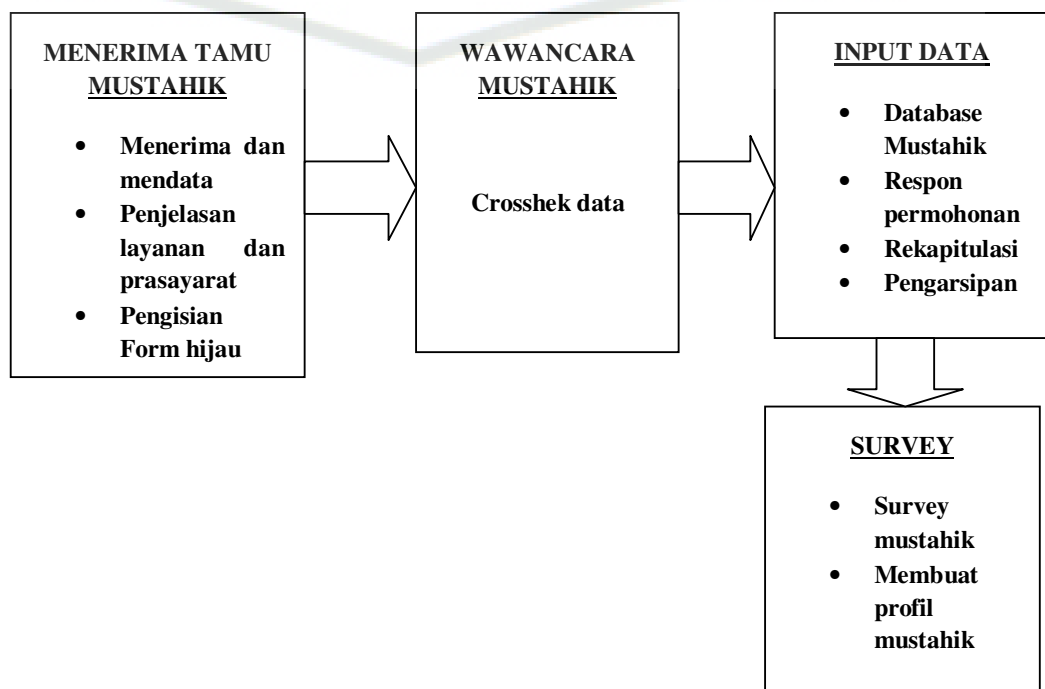 MENERIMA TAMU
MUSTAHIK
• Menerima dan
mendata
• Penjelasan
layanan dan
prasayarat
• Pengisian
Form hijau
WAWANCARA
MUSTAHIK
Crosshek data
INPUT DATA
• Database
Mustahik
• Respon
permohonan
• Rekapitulasi
• Pengarsipan
SURVEY
• Survey
mustahik
• Membuat
profil
mustahik